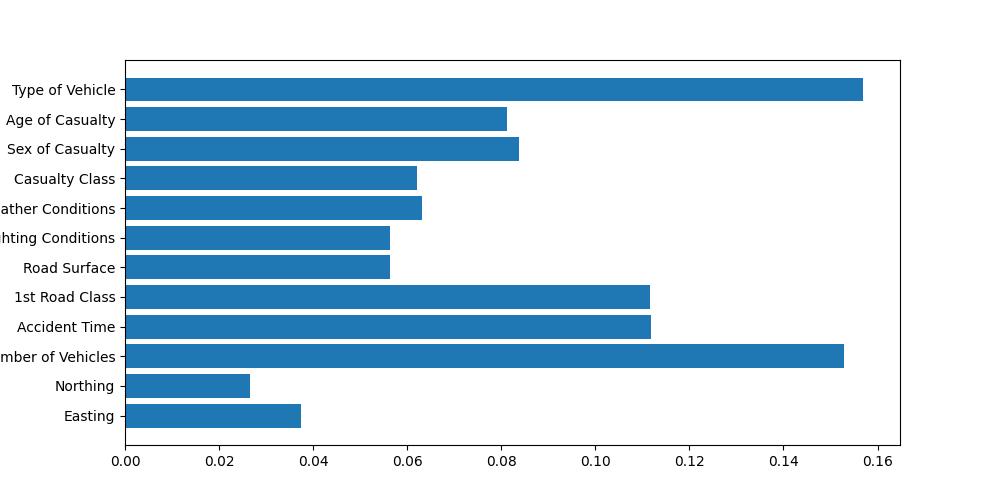 Type of Vehicle
Age of Casualty
Sex of Casualty
Casualty Class
ather Conditions
hting Conditions
Road Surface
1st Road Class
Accident Time
mber of Vehicles
Northing
Easting
0.00 0.02 0.04 0.06 0.08 0.10 0.12 0.14 0.16